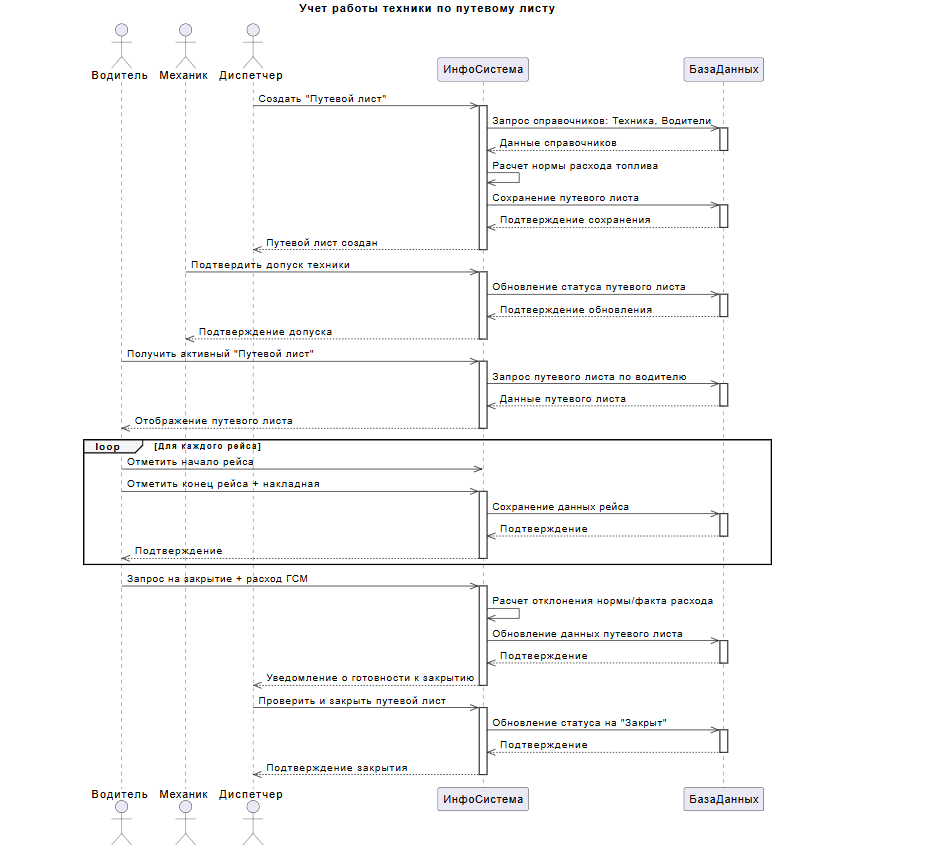 Учет работы техники по путевому листу
Водитель Механик Диспетчер ИнфоСистема БазаДанных
Создать "Путевой лист"
Запрос справочников: Техника, Водители
Данные справочников
Расчет нормы расхода топлива
Сохранение путевого листа
Подтверждение сохранения
Путевой лист создан
Подтвердить допуск техники
Обновление статуса путевого листа
Подтверждение обновления
Подтверждение допуска
Получить активный "Путевой лист"
Запрос путевого листа по водителю
Данные путевого листа
Отображение путевого листа
loop [Для каждого рейса]
Отметить начало рейса
Отметить конец рейса + накладная
Сохранение данных рейса
Подтверждение
Подтверждение
Запрос на закрытие + расход ГСМ
Расчет отклонения нормы/факта расхода
Обновление данных путевого листа
Подтверждение
Уведомление о готовности к закрытию
Проверить и закрыть путевой лист
Обновление статуса на "Закрыт"
Подтверждение
Подтверждение закрытия
Водитель Механик Диспетчер ИнфоСистема БазаДанных